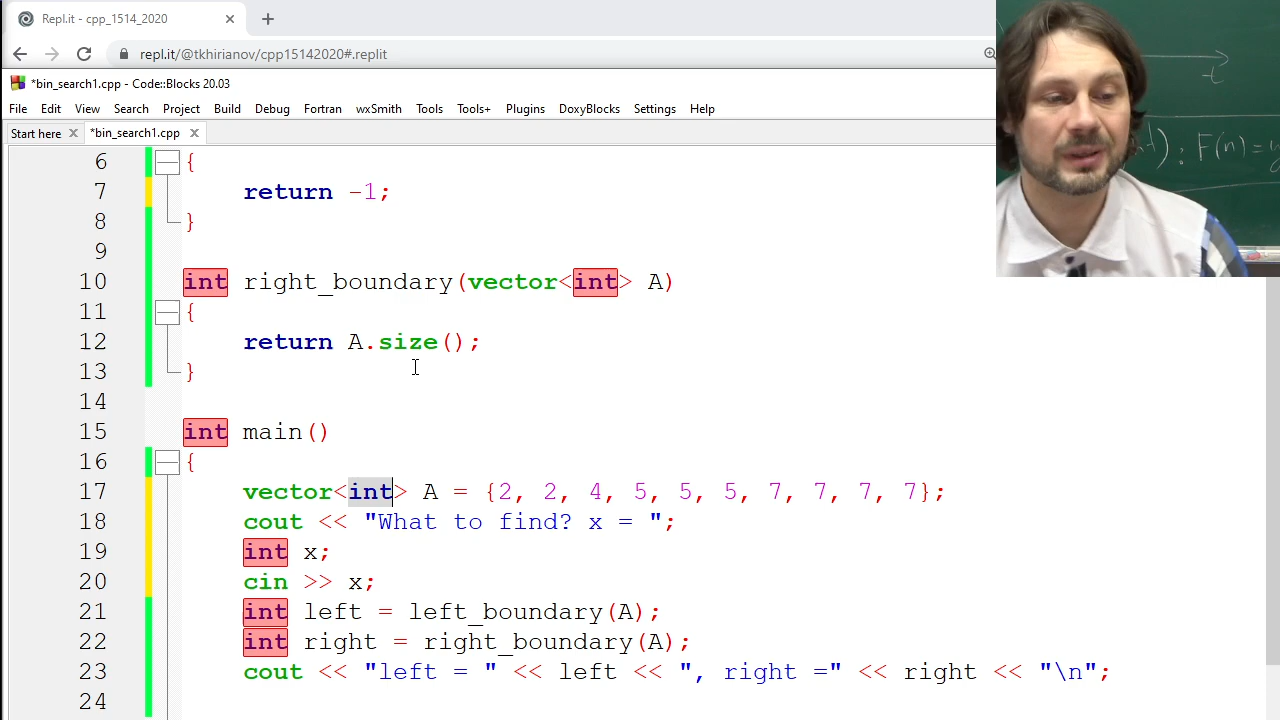 Repl.it - cpp_1514_2020
repl.it/@tkhirianov/cpp15142020#.replit
*bin_search1.cpp - Code::Blocks 20.03
File Edit View Search Project Build Debug Fortran wxSmith Tools Tools+ Plugins DoxyBlocks Settings Help
Start here *bin_search1.cpp
6 {
7 return -1;
8 }
9
10 int right_boundary(vector<int> A)
11 {
12 return A.size();
13 }
14
15 int main()
16 {
17 vector<int> A = {2, 2, 4, 5, 5, 5, 7, 7, 7, 7};
18 cout << "What to find? x = ";
19 int x;
20 cin >> x;
21 int left = left_boundary(A);
22 int right = right_boundary(A);
23 cout << "left = " << left << ", right =" << right << "\n";
24
F(n)=